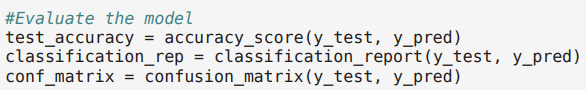 #Evaluate the model
test_accuracy = accuracy_score(y_test, y_pred)
classification_rep = classification_report(y_test, y_pred)
conf_matrix = confusion_matrix(y_test, y_pred)